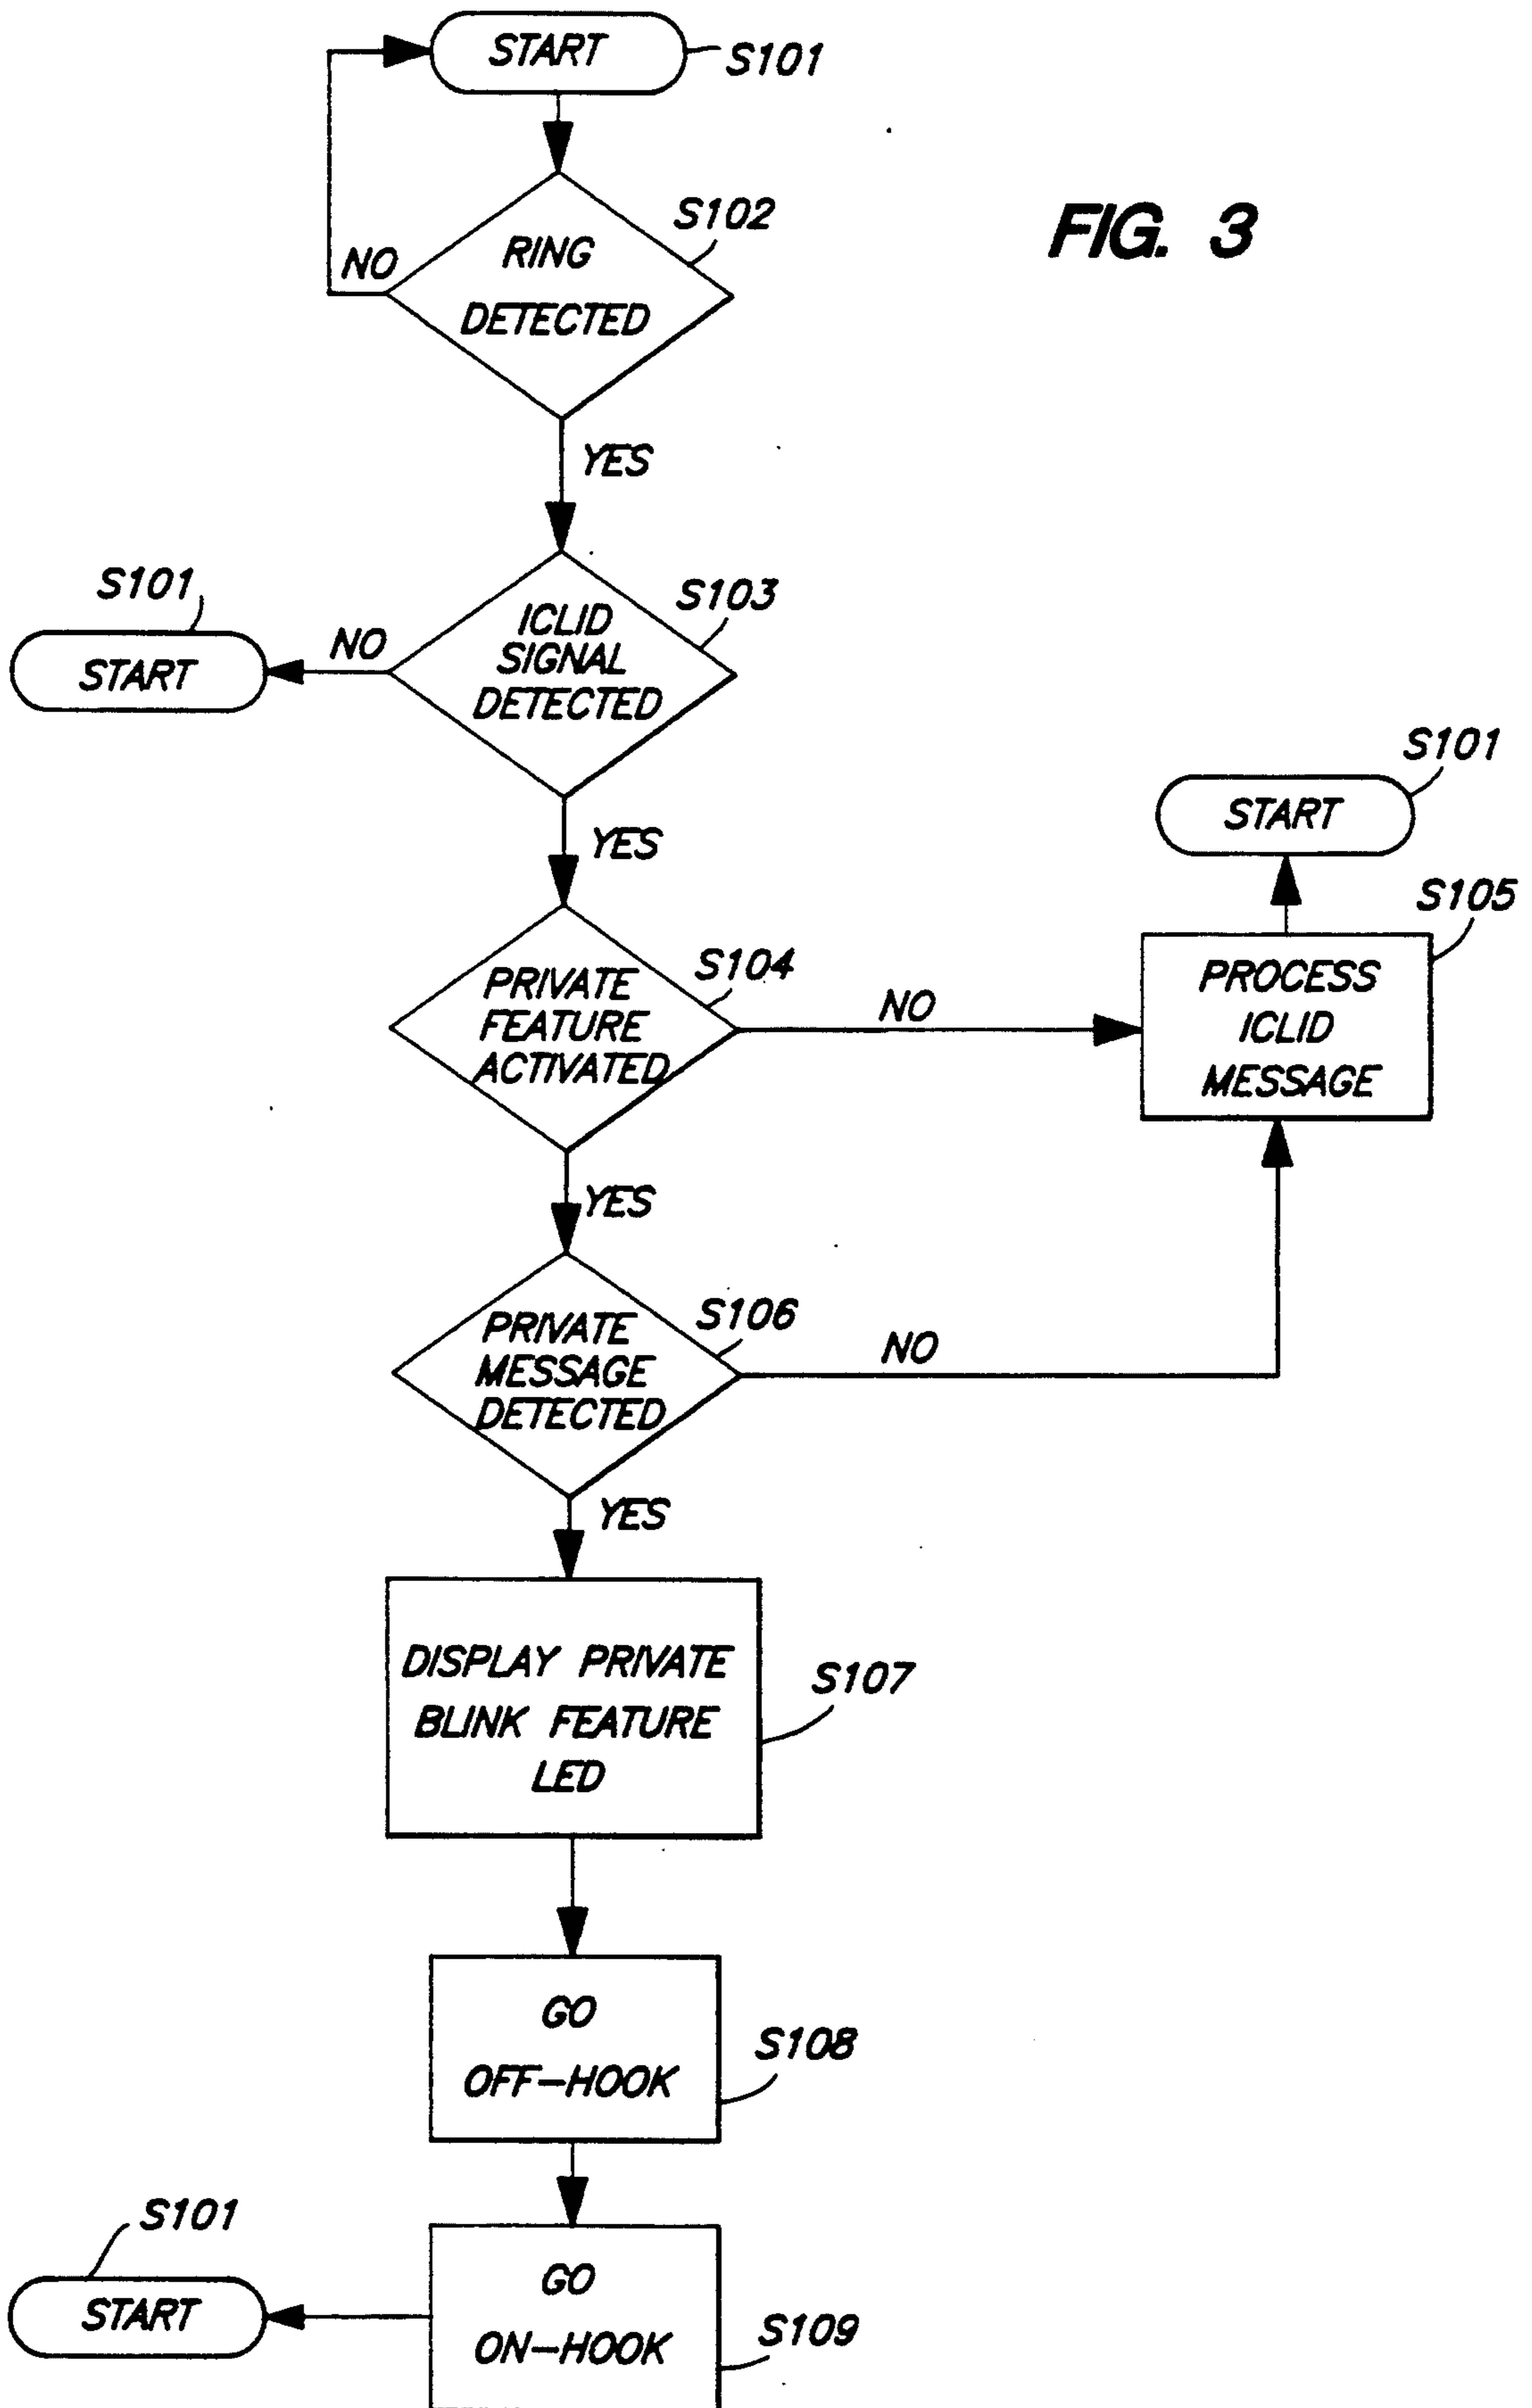 START
S101
FIG. 3
S102
RING
DETECTED
NO
YES
S101
START
NO
S103
ICLID
SIGNAL
DETECTED
YES
S101
START
S104
PRIVATE
FEATURE
ACTIVATED
NO
S105
PROCESS
ICLID
MESSAGE
YES
S106
PRIVATE
MESSAGE
DETECTED
NO
YES
DISPLAY PRIVATE
BLINK FEATURE
LED
S107
GO
OFF-HOOK
S108
S101
START
GO
ON-HOOK
S109